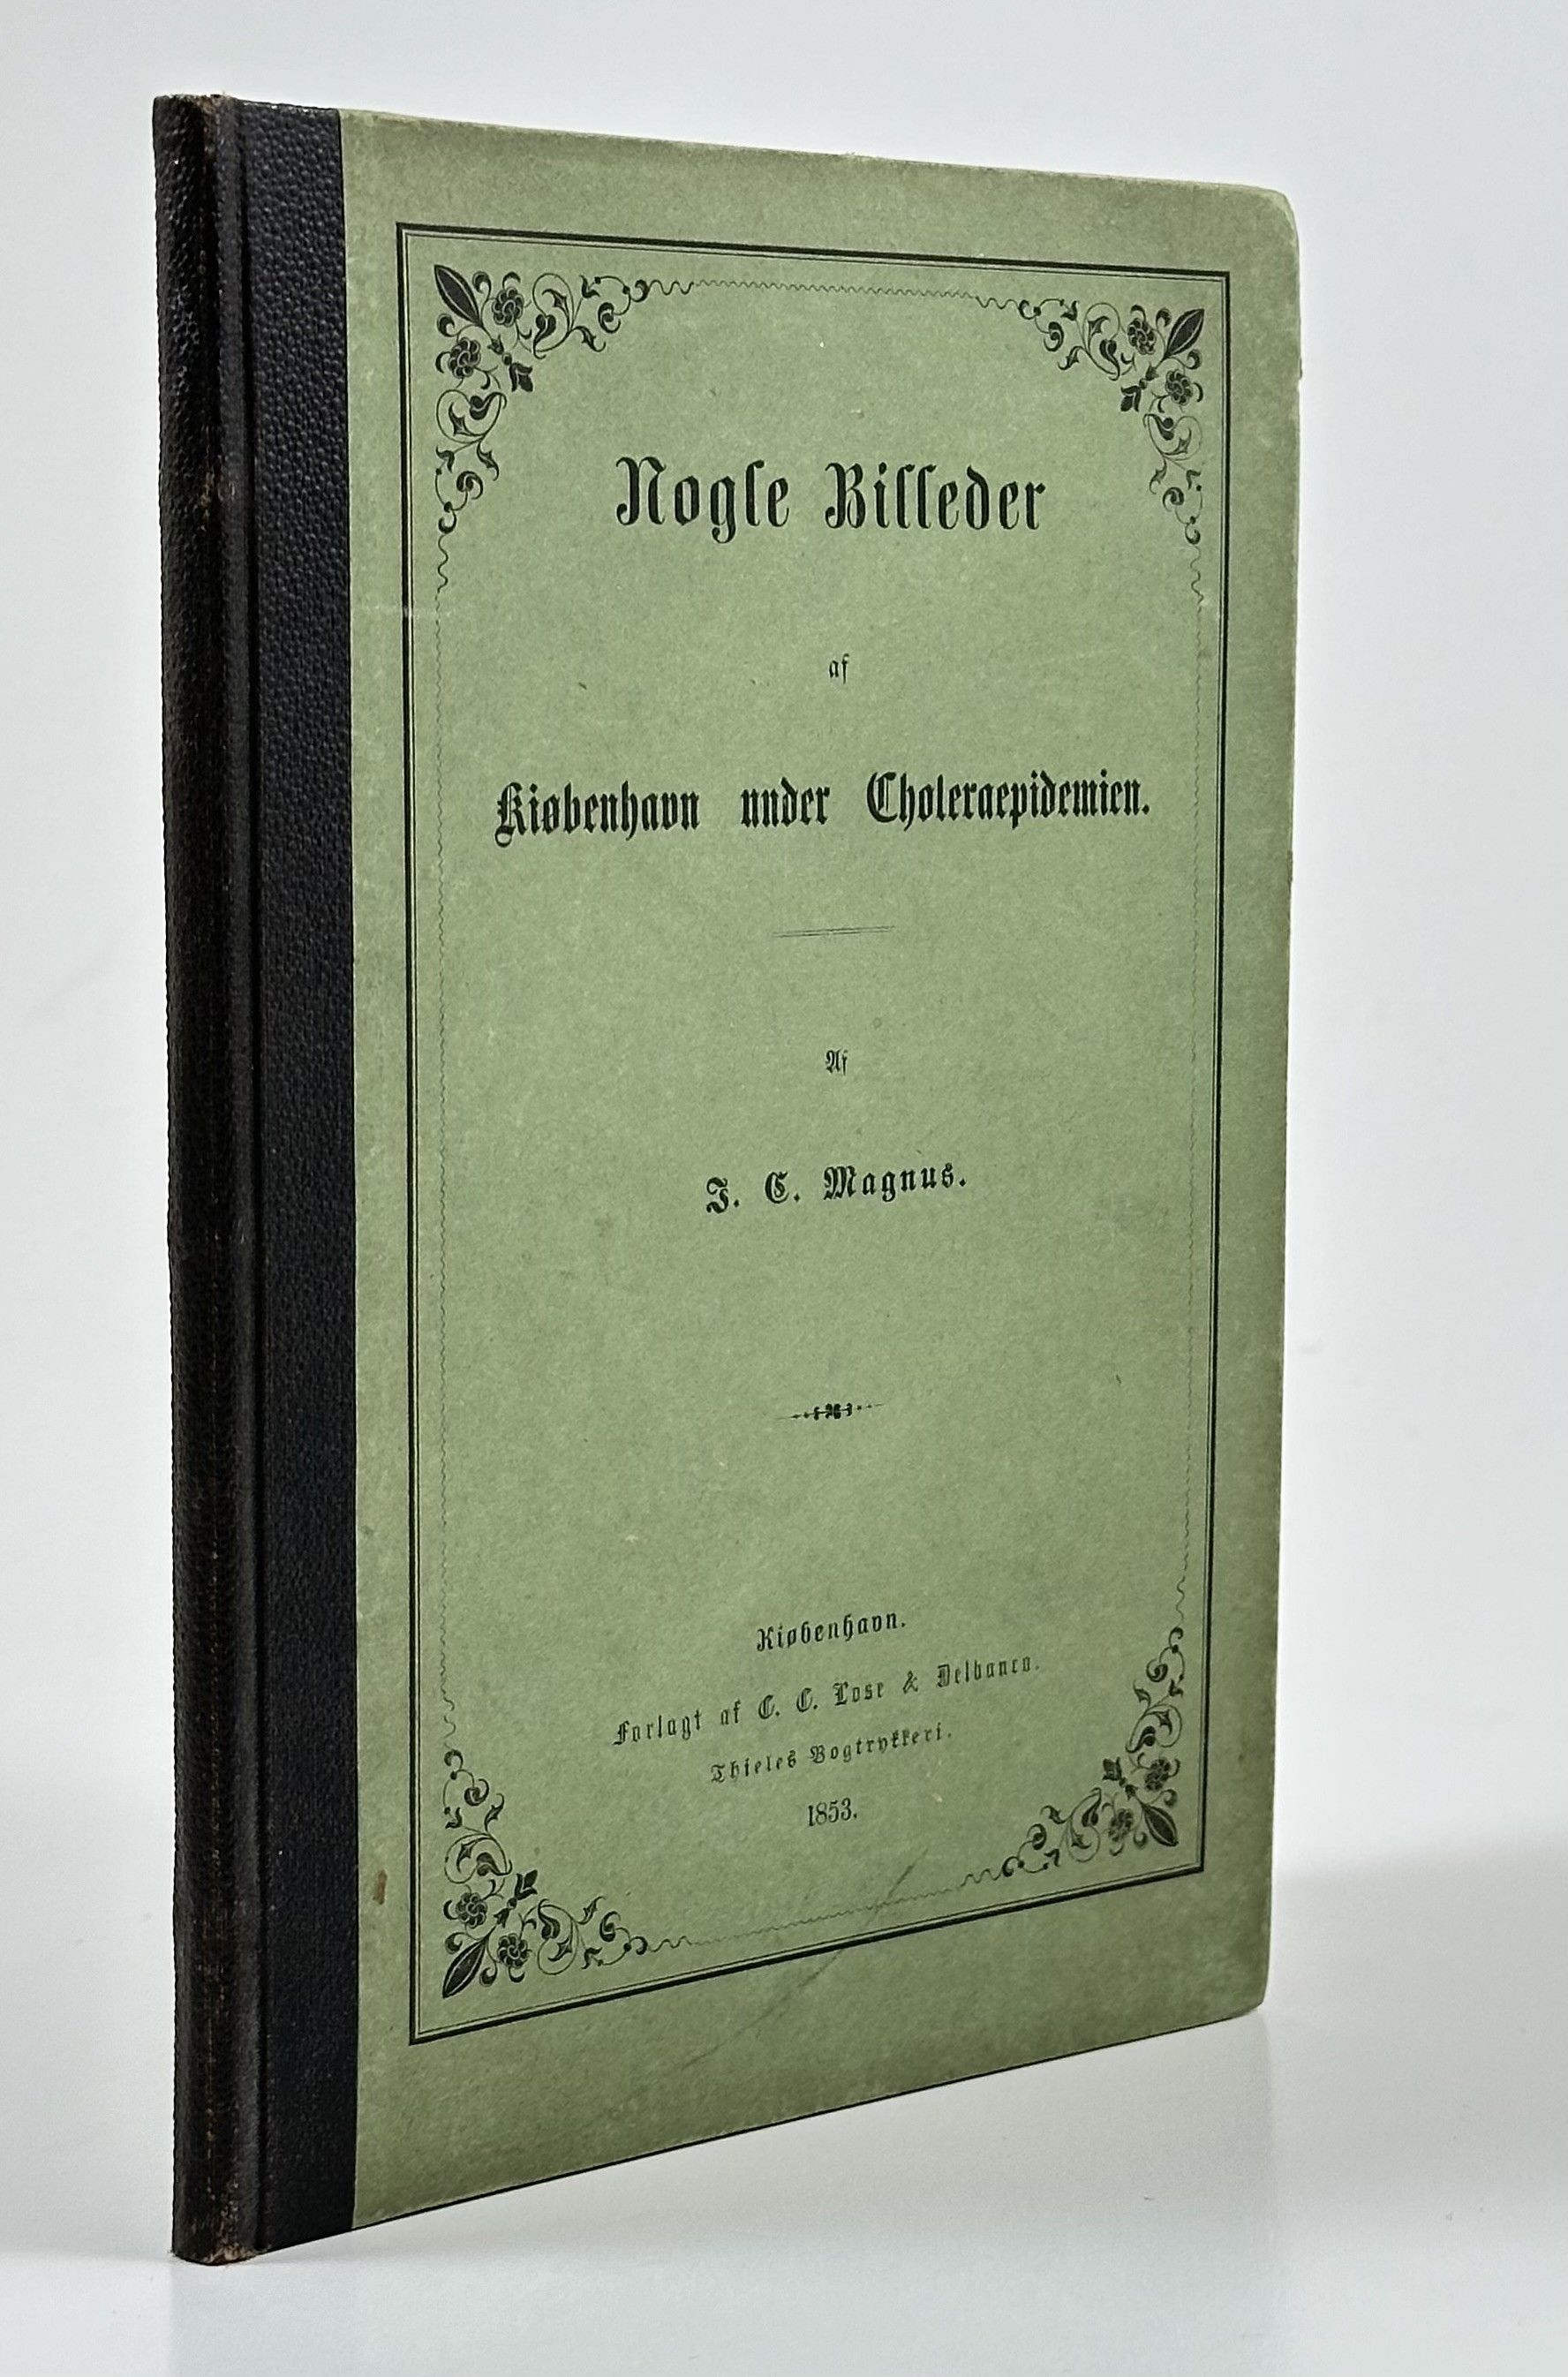 Nogle Billeder
af
Kiøbenhavn under Choleraepidemien.
Af
J. C. Magnus.
Kiøbenhavn.
Forlagt af C. C. Lose & Delbanco.
Thieles Bogtrykkeri.
1853.